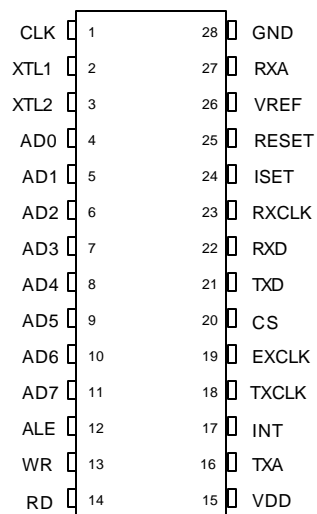 CLK 1 28 GND
XTL1 2 27 RXA
XTL2 3 26 VREF
AD0 4 25 RESET
AD1 5 24 ISET
AD2 6 23 RXCLK
AD3 7 22 RXD
AD4 8 21 TXD
AD5 9 20 CS
AD6 10 19 EXCLK
AD7 11 18 TXCLK
ALE 12 17 INT
WR 13 16 TXA
RD 14 15 VDD